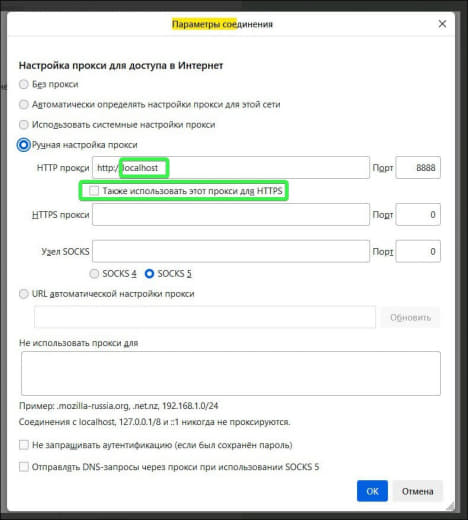 Параметры соединения
Настройка прокси для доступа в Интернет
Без прокси
Автоматически определять настройки прокси для этой сети
Использовать системные настройки прокси
Ручная настройка прокси
HTTP прокси http:/localhost Порт 8888
Также использовать этот прокси для HTTPS
HTTPS прокси Порт 0
Узел SOCKS Порт 0
SOCKS 4 SOCKS 5
URL автоматической настройки прокси
Обновить
Не использовать прокси для
Пример: .mozilla-russia.org, .net.nz, 192.168.1.0/24
Соединения с localhost, 127.0.0.1/8 и ::1 никогда не проксируются.
Не запрашивать аутентификацию (если был сохранён пароль)
Отправлять DNS-запросы через прокси при использовании SOCKS 5
ОК Отмена